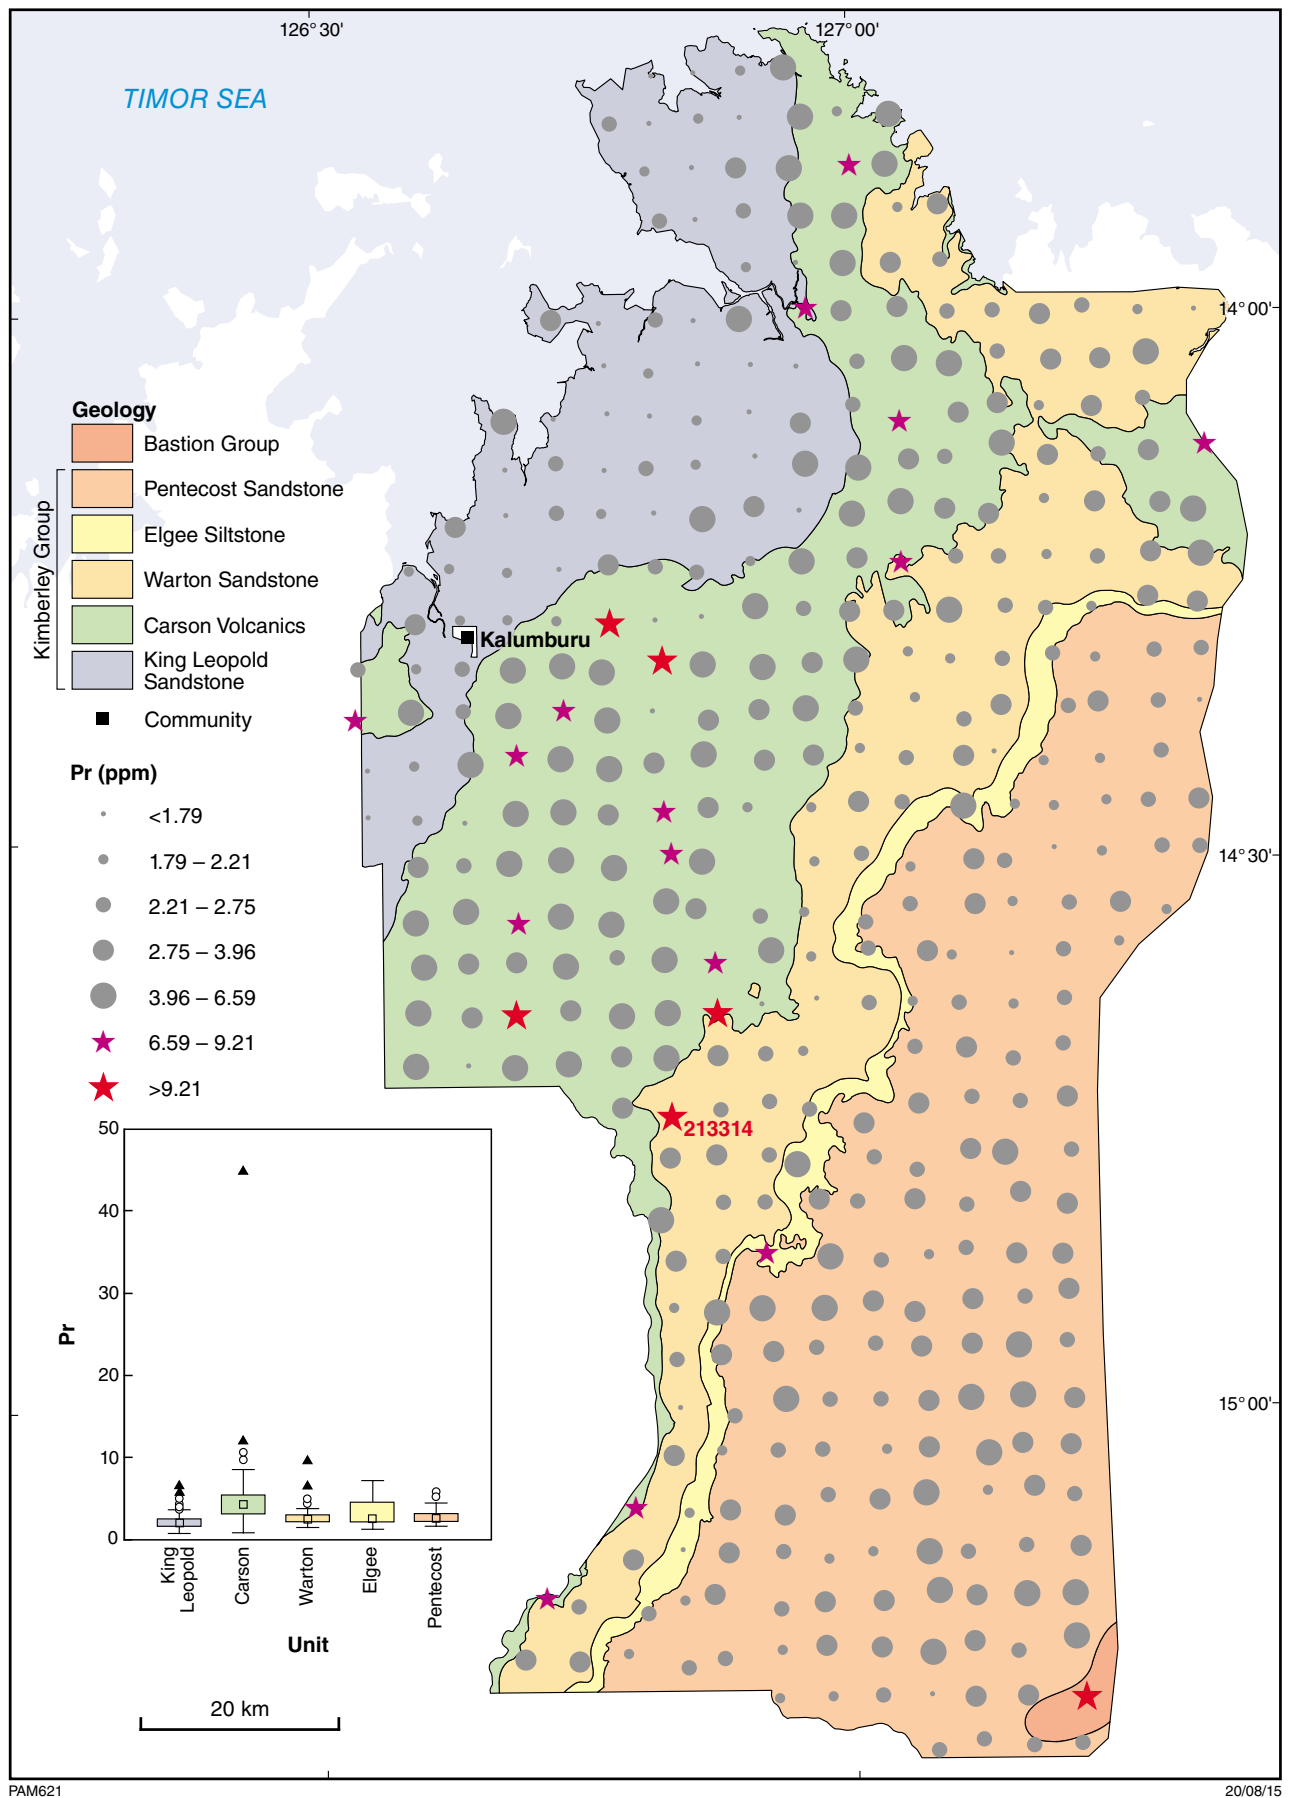 126°30'
127°00'
TIMOR SEA
14°00'
Geology
Bastion Group
Pentecost Sandstone
Elgee Siltstone
Warton Sandstone
Carson Volcanics
King Leopold
Sandstone
Kimberley Group
Community
Kalumburu
Pr (ppm)
<1.79
1.79 – 2.21
2.21 – 2.75
2.75 – 3.96
3.96 – 6.59
6.59 – 9.21
>9.21
14°30'
213314
50
40
30
20
10
0
Pr
King
Leopold
Carson
Warton
Elgee
Pentecost
Unit
15°00'
20 km
PAM621
20/08/15